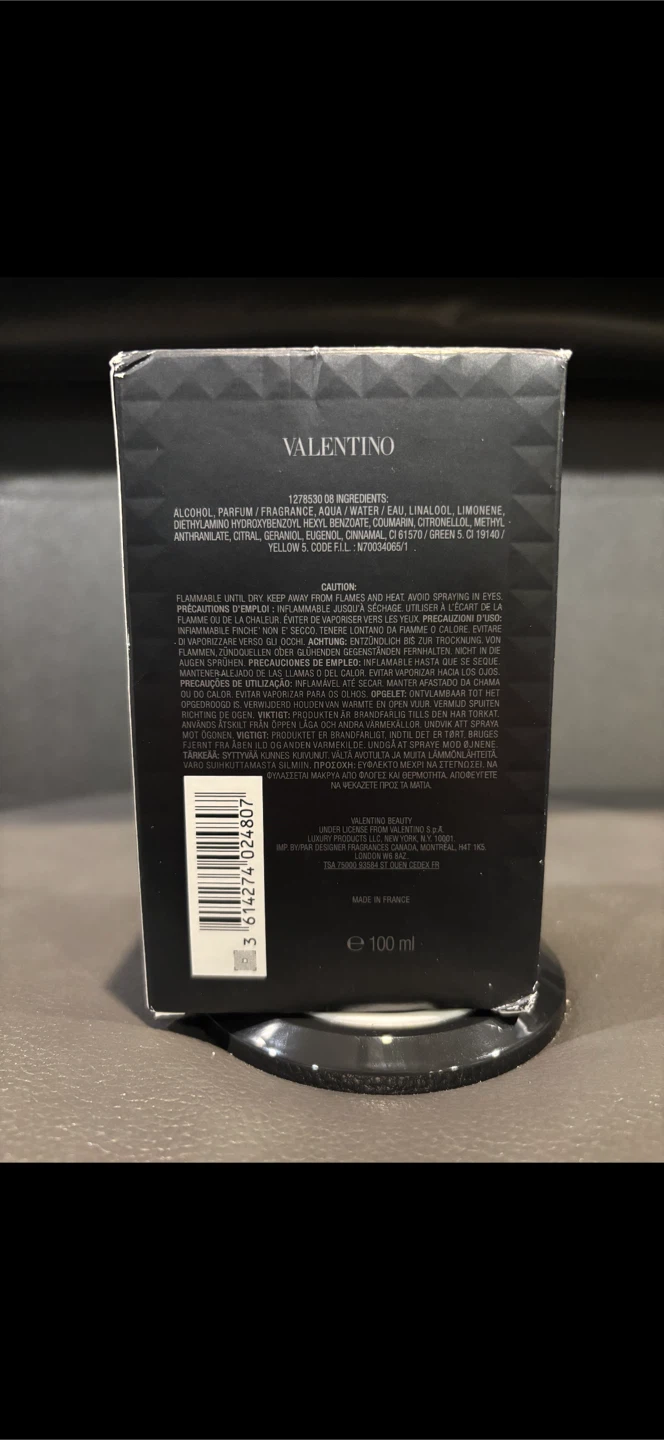 VALENTINO
1278530 08 INGREDIENTS:
ALCOHOL, PARFUM / FRAGRANCE, AQUA / WATER / EAU, LINALOOL, LIMONENE,
DIETHYLAMINO HYDROXYBENZOYL HEXYL BENZOATE, COUMARIN, CITRONELLOL, METHYL
ANTHRANILATE, CITRAL, GERANIOL, EUGENOL, CINNAMAL, CI 61570 / GREEN 5. CI 19140 /
YELLOW 5. CODE F.I.L. : N70034065/1 .
CAUTION:
FLAMMABLE UNTIL DRY. KEEP AWAY FROM FLAMES AND HEAT. AVOID SPRAYING IN EYES.
PRÉCAUTIONS D'EMPLOI : INFLAMMABLE JUSQU'À SÉCHAGE. UTILISER À L'ÉCART DE LA
FLAMME OU DE LA CHALEUR. ÉVITER DE VAPORISER VERS LES YEUX. PRECAUZIONI D'USO:
INFIAMMABILE FINCHE' NON E' SECCO. TENERE LONTANO DA FIAMME O CALORE. EVITARE
DI VAPORIZZARE VERSO GLI OCCHI. ACHTUNG: ENTZÜNDLICH BIS ZUR TROCKNUNG. VON
FLAMMEN, ZÜNDQUELLEN ODER GLÜHENDEN GEGENSTÄNDEN FERNHALTEN. NICHT IN DIE
AUGEN SPRÜHEN. PRECAUCIONES DE EMPLEO: INFLAMABLE HASTA QUE SE SEQUE.
MANTENER ALEJADO DE LAS LLAMAS O DEL CALOR. EVITAR VAPORIZAR HACIA LOS OJOS.
PRECAUÇÕES DE UTILIZAÇÃO: INFLAMÁVEL ATÉ SECAR. MANTER AFASTADO DA CHAMA
OU DO CALOR. EVITAR VAPORIZAR PARA OS OLHOS. OPGELET: ONTVLAMBAAR TOT HET
OPGEDROOGD IS. VERWIJDERD HOUDEN VAN WARMTE EN OPEN VUUR. VERMIJD SPUITEN
RICHTING DE OGEN. VIKTIGT: PRODUKTEN ÄR BRANDFARLIG TILLS DEN HAR TORKAT.
ANVÄNDS ÅTSKILT FRÅN ÖPPEN LÅGA OCH ANDRA VÄRMEKÄLLOR. UNDVIK ATT SPRAYA
MOT ÖGONEN. VIGTIGT: PRODUKTET ER BRANDFARLIGT, INDTIL DET ER TØRT. BRUGES
FJERNT FRA ÅBEN ILD OG ANDEN VARMEKILDE. UNDGÅ AT SPRAYE MOD ØJNENE.
TÄRKEÄÄ: SYTTYVÄÄ KUNNES KUIVUNUT. VÄLTÄ AVOTULTA JA MUITA LÄMMÖNLÄHTEITÄ.
VARO SUIHKUTTAMASTA SILMIIN. ΠΡΟΣΟΧΗ: ΕΥΦΛΕΚΤΟ ΜΕΧΡΙ ΝΑ ΣΤΕΓΝΩΣΕΙ. ΝΑ
ΦΥΛΑΣΣΕΤΑΙ ΜΑΚΡΥΑ ΑΠΟ ΦΛΟΓΕΣ ΚΑΙ ΘΕΡΜΟΤΗΤΑ. ΑΠΟΦΕΥΓΕΤΕ
ΝΑ ΨΕΚΑΖΕΤΕ ΠΡΟΣ ΤΑ ΜΑΤΙΑ.
VALENTINO BEAUTY
UNDER LICENSE FROM VALENTINO S.p.A.
LUXURY PRODUCTS LLC, NEW YORK, N.Y. 10001.
IMP. BY/PAR DESIGNER FRAGRANCES CANADA, MONTREAL, H4T 1K5.
LONDON W6 8AZ.
TSA 75000 93584 ST OUEN CEDEX FR
MADE IN FRANCE
℮ 100 ml
3 614274 024807